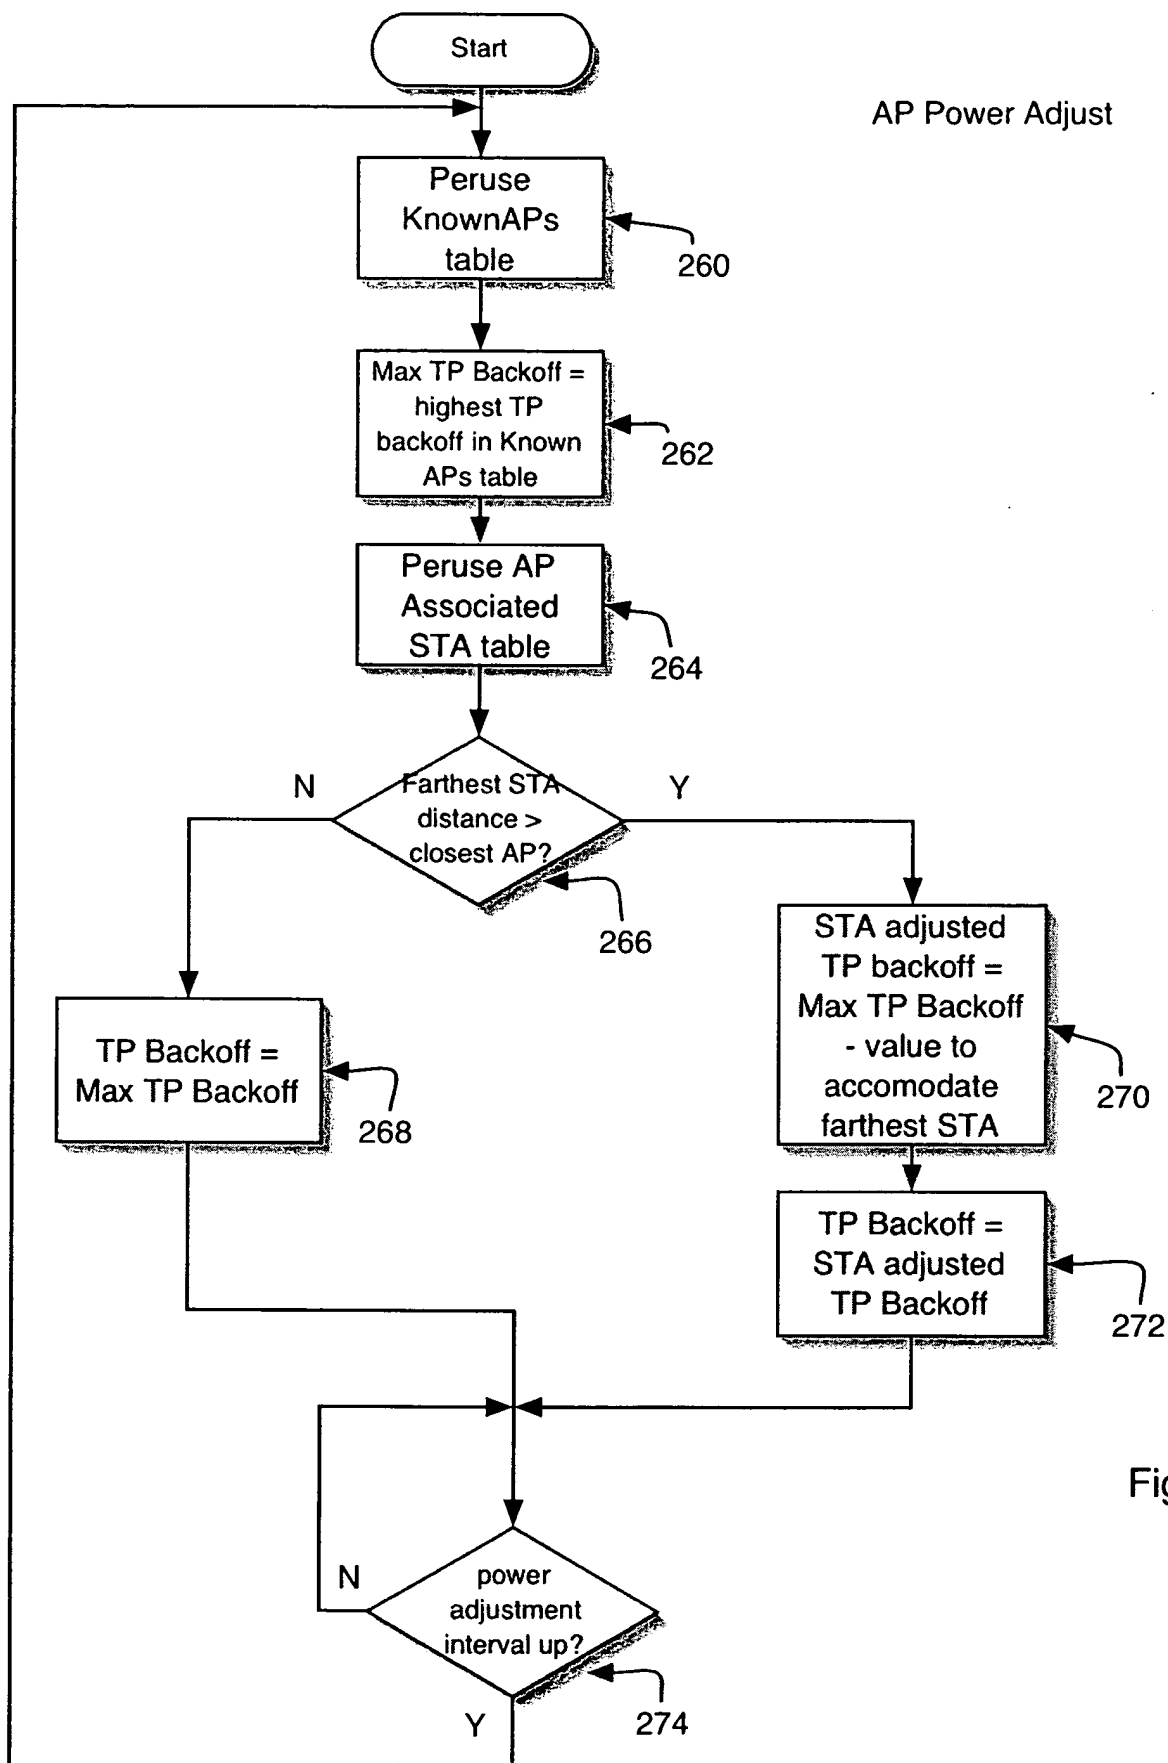 Start
AP Power Adjust
Peruse
KnownAPs
table
260
Max TP Backoff =
highest TP
backoff in Known
APs table
262
Peruse AP
Associated
STA table
264
N
Farthest STA
distance >
closest AP?
Y
266
STA adjusted
TP backoff =
Max TP Backoff
- value to
accomodate
farthest STA
270
TP Backoff =
Max TP Backoff
268
TP Backoff =
STA adjusted
TP Backoff
272
N
power
adjustment
interval up?
274
Y